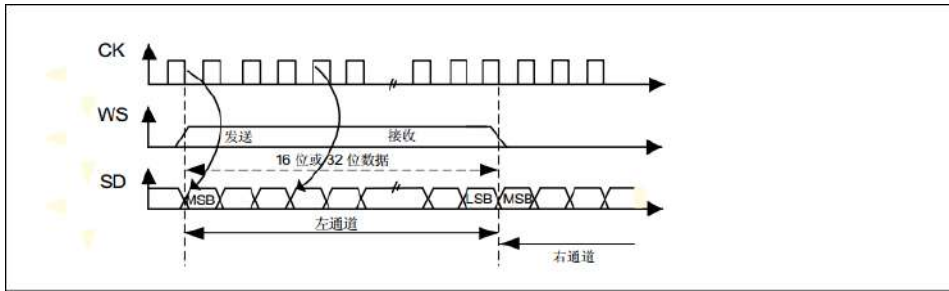 CK
WS
发送
接收
16 位或 32 位数据
SD
MSB
LSB
MSB
左通道
右通道